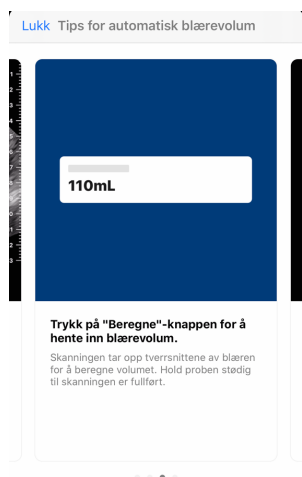 Lukk Tips for automatisk blærevolum
110mL
Trykk på "Beregne"-knappen for å
hente inn blærevolum.
Skanningen tar opp tverrsnittene av blæren
for å beregne volumet. Hold proben stødig
til skanningen er fullført.